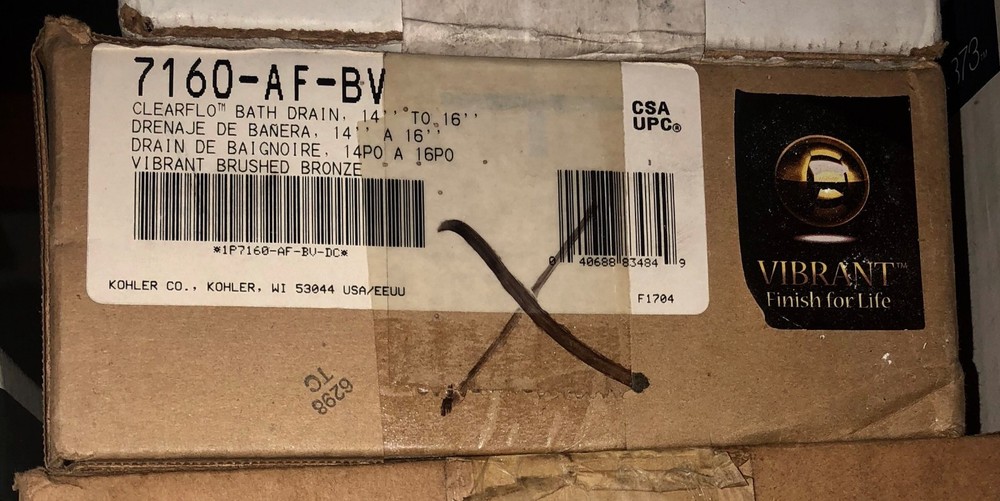 7160-AF-BV
CLEARFLO™ BATH DRAIN, 14'' TO 16''
DRENAJE DE BAÑERA, 14'' A 16''
DRAIN DE BAIGNOIRE, 14PO A 16PO
VIBRANT BRUSHED BRONZE
*1P7160-AF-BV-DC*
KOHLER CO., KOHLER, WI 53044 USA/EEUU
CSA
UPC®
0 40688 83484 9
F1704
VIBRANT™
Finish for Life
6298
TC
373